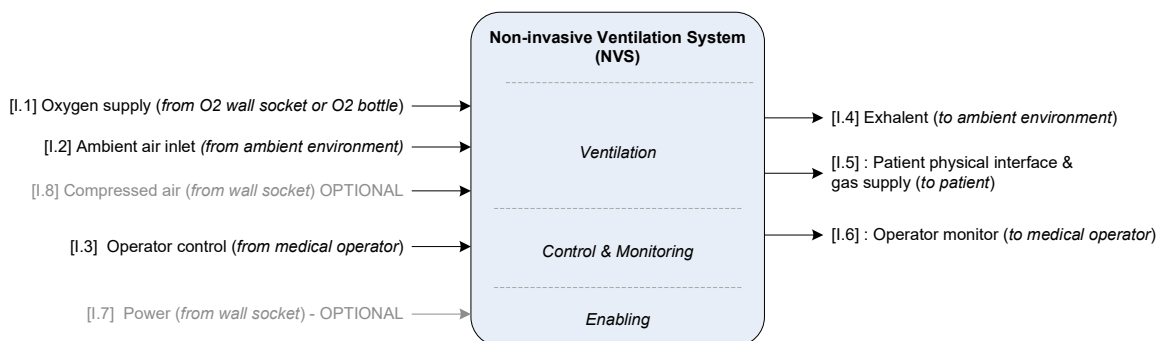 Non-invasive Ventilation System
(NVS)
[I.1] Oxygen supply (from O2 wall socket or O2 bottle)
[I.2] Ambient air inlet (from ambient environment)
[I.8] Compressed air (from wall socket) OPTIONAL
[I.3]  Operator control (from medical operator)
[I.7]  Power (from wall socket) - OPTIONAL
Ventilation
Control & Monitoring
Enabling
[I.4] Exhalent (to ambient environment)
[I.5] : Patient physical interface &
gas supply (to patient)
[I.6] : Operator monitor (to medical operator)